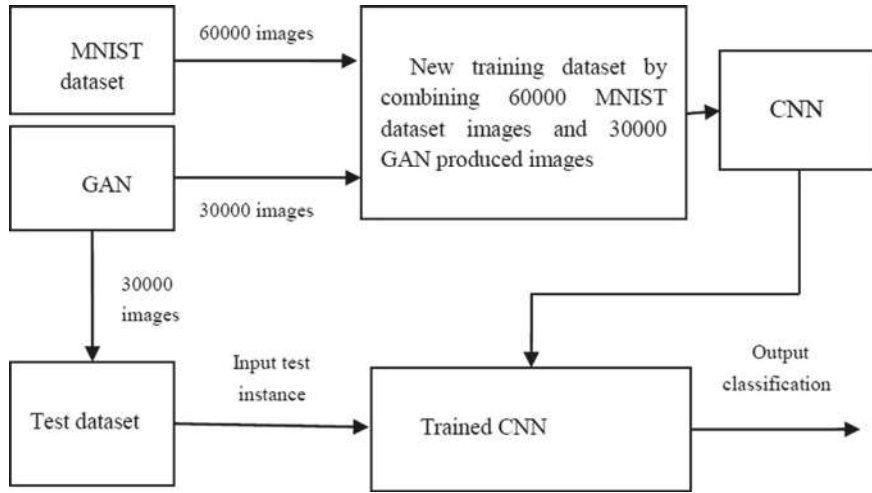 MNIST
dataset
60000 images
New training dataset by
combining 60000 MNIST
dataset images and 30000
GAN produced images
CNN
GAN
30000 images
30000
images
Test dataset
Input test
instance
Trained CNN
Output
classification